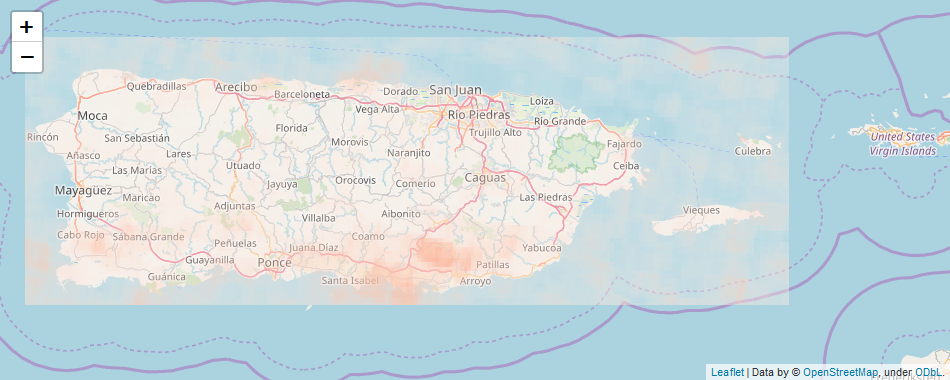 +
−
Quebradillas
Arecibo
Barceloneta
Dorado
San Juan
Loiza
Moca
Vega Alta
Río Piedras
Río Grande
Rincón
San Sebastián
Florida
Morovis
Trujillo Alto
Fajardo
United States
Virgin Islands
Añasco
Lares
Naranjito
Culebra
Las Marías
Utuado
Ceiba
Mayagüez
Jayuya
Orocovis
Comerio
Caguas
Maricao
Adjuntas
Las Piedras
Hormigueros
Villalba
Aibonito
Vieques
Cabo Rojo
Sábana Grande
Peñuelas
Juana Díaz
Coamo
Yabucoa
Guayanilla
Ponce
Patillas
Guánica
Santa Isabel
Arroyo
Leaflet | Data by © OpenStreetMap, under ODbL.